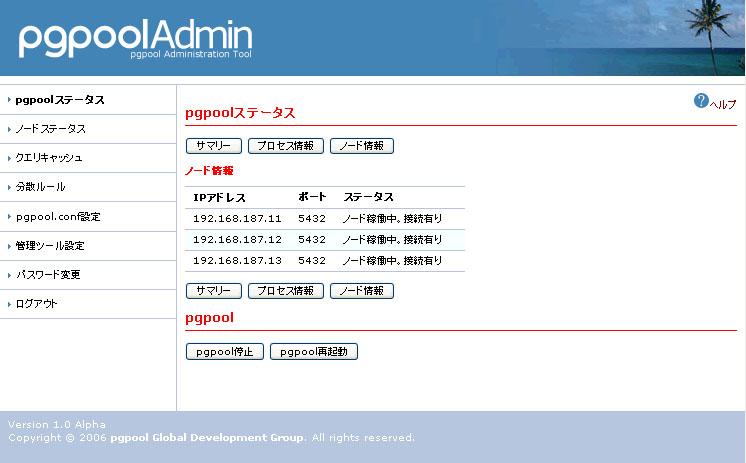 pgpoolAdmin
pgpool Administration Tool
pgpoolステータス
ノードステータス
クエリキャッシュ
分散ルール
pgpool.conf設定
管理ツール設定
パスワード変更
ログアウト
?ヘルプ
pgpoolステータス
サマリー プロセス情報 ノード情報
ノード情報
IPアドレス ポート ステータス
192.168.187.11 5432 ノード稼働中。接続有り
192.168.187.12 5432 ノード稼働中。接続有り
192.168.187.13 5432 ノード稼働中。接続有り
サマリー プロセス情報 ノード情報
pgpool
pgpool停止 pgpool再起動
Version 1.0 Alpha
Copyright © 2006 pgpool Global Development Group. All rights reserved.